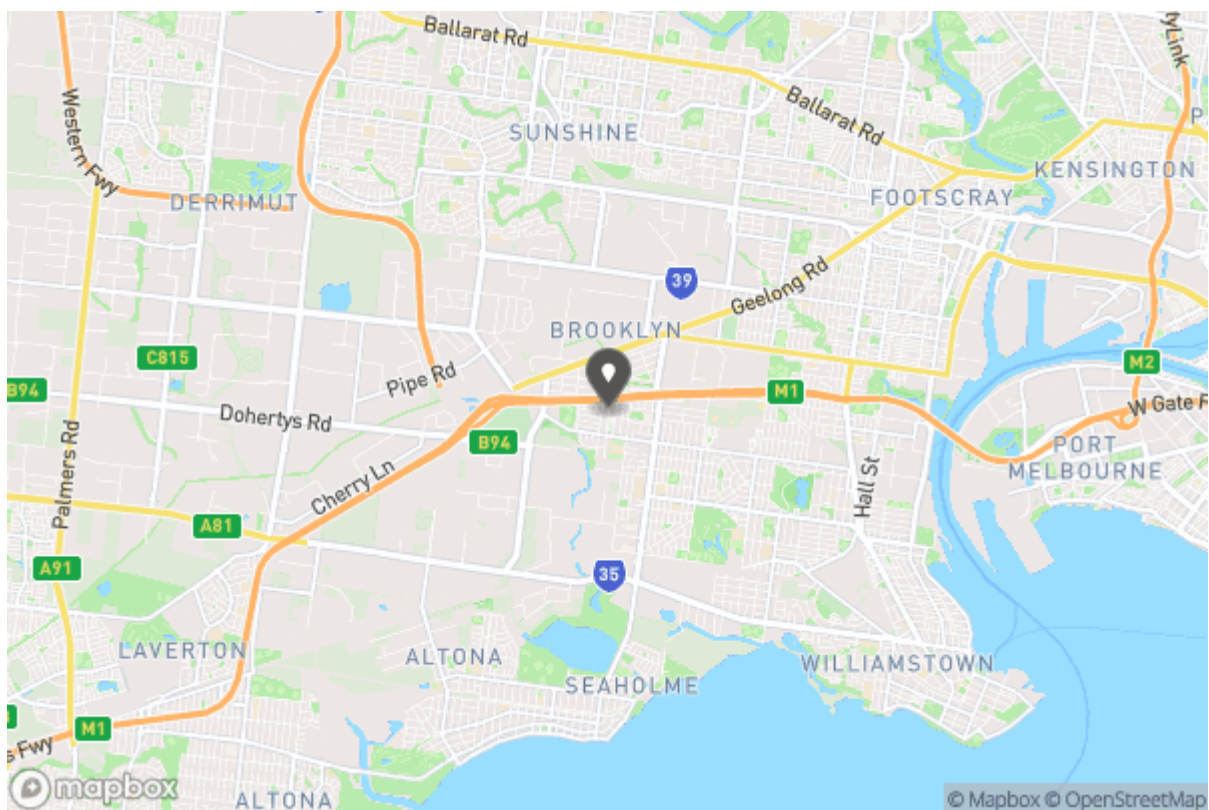 Ballarat Rd
tyLink
Western Fwy
SUNSHINE
Ballarat Rd
P
KENSINGTON
DERRIMUT
FOOTSCRAY
39
Geelong Rd
BROOKLYN
C815
M2
Pipe Rd
B94
M1
Dohertys Rd
W Gate F
Palmers Rd
B94
PORT
MELBOURNE
Cherry Ln
Hall St
A81
A91
35
LAVERTON
ALTONA
WILLIAMSTOWN
SEAHOLME
M1
s Fwy
mapbox
ALTONA
© Mapbox © OpenStreetMap